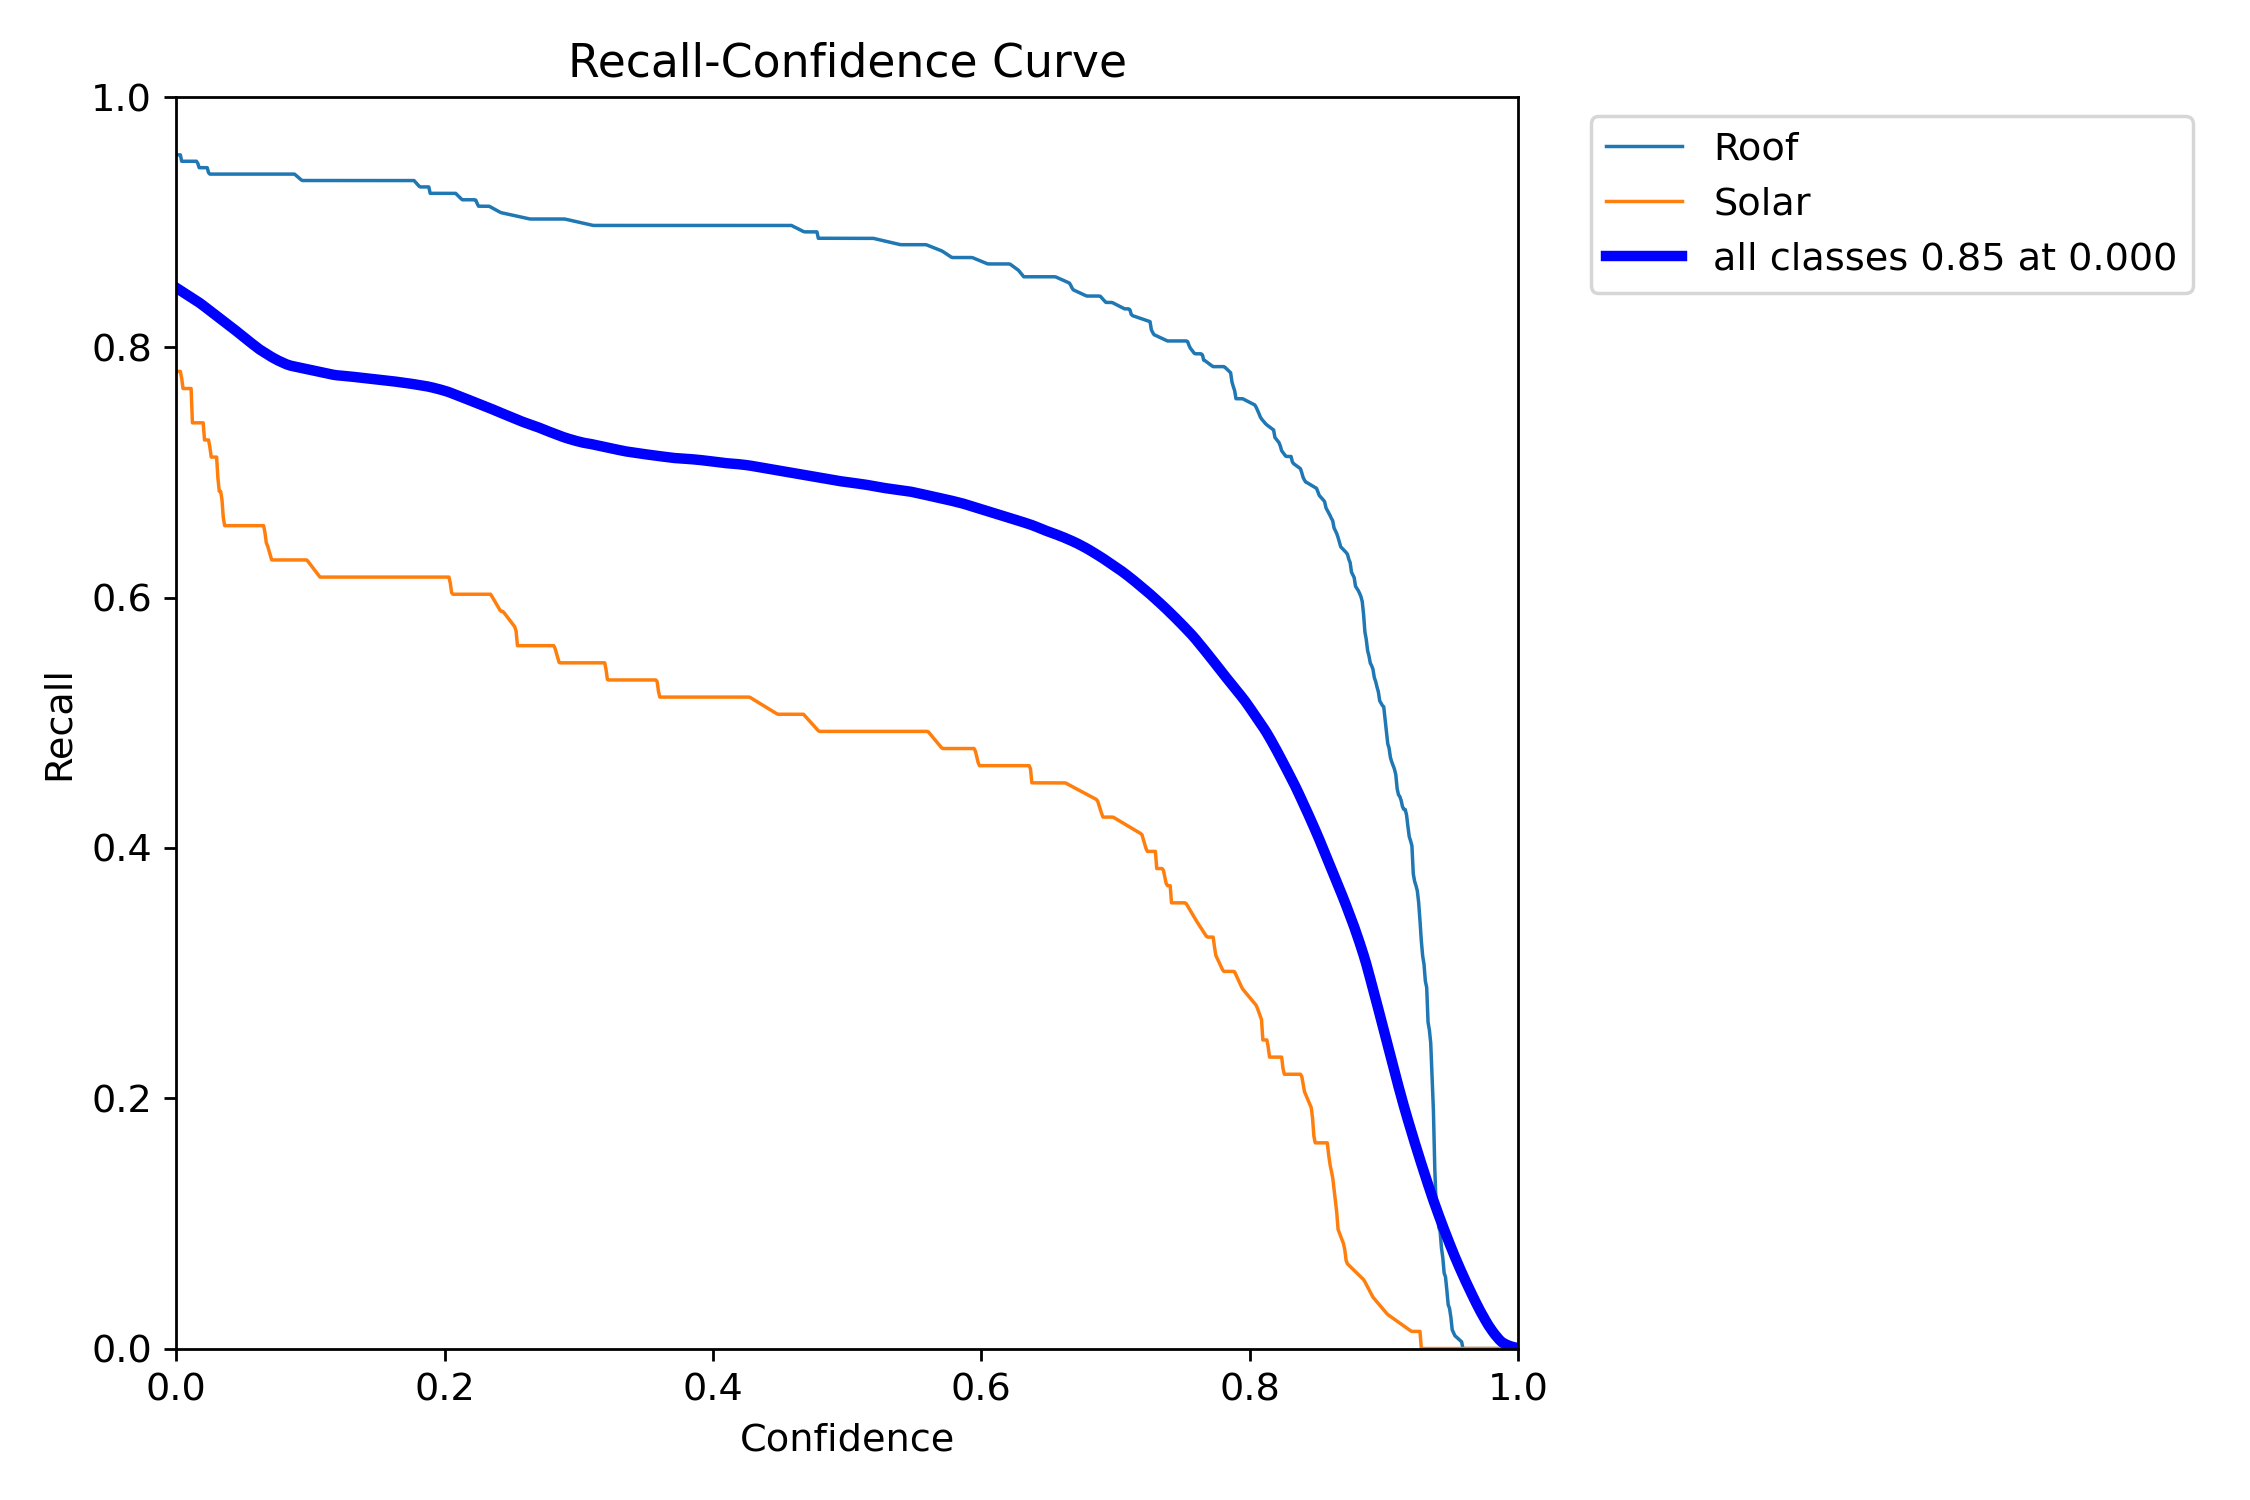 Recall-Confidence Curve
1.0
0.8
0.6
0.4
0.2
0.0
Recall
0.0 0.2 0.4 0.6 0.8 1.0
Confidence
Roof
Solar
all classes 0.85 at 0.000